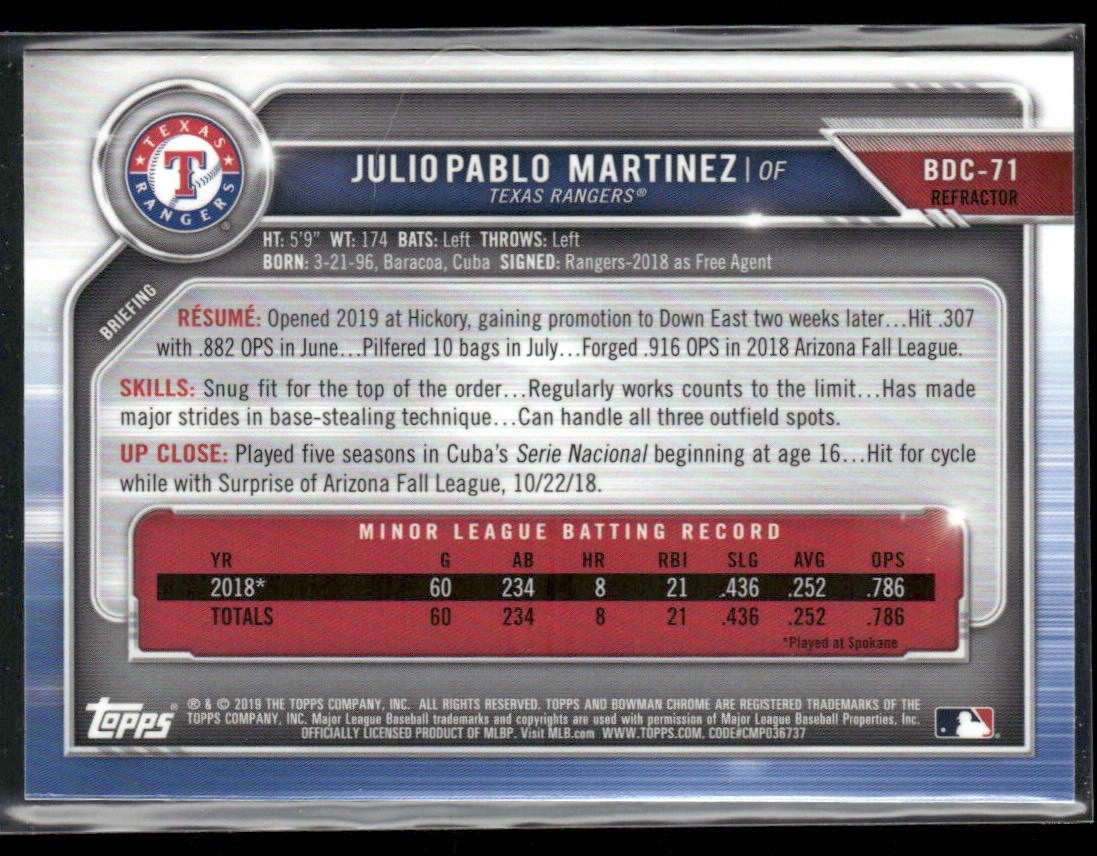 TEXAS
RANGERS
T
JULIO PABLO MARTINEZ | OF
TEXAS RANGERS®
BDC-71
REFRACTOR
HT: 5'9" WT: 174 BATS: Left THROWS: Left
BORN: 3-21-96, Baracoa, Cuba SIGNED: Rangers-2018 as Free Agent
BRIEFING
RÉSUMÉ: Opened 2019 at Hickory, gaining promotion to Down East two weeks later...Hit .307
with .882 OPS in June...Pilfered 10 bags in July...Forged .916 OPS in 2018 Arizona Fall League.
SKILLS: Snug fit for the top of the order...Regularly works counts to the limit...Has made
major strides in base-stealing technique...Can handle all three outfield spots.
UP CLOSE: Played five seasons in Cuba's Serie Nacional beginning at age 16...Hit for cycle
while with Surprise of Arizona Fall League, 10/22/18.
MINOR LEAGUE BATTING RECORD
YR G AB HR RBI SLG AVG OPS
2018* 60 234 8 21 .436 .252 .786
TOTALS 60 234 8 21 .436 .252 .786
*Played at Spokane
topps®
® & © 2019 THE TOPPS COMPANY, INC. ALL RIGHTS RESERVED. TOPPS AND BOWMAN CHROME ARE REGISTERED TRADEMARKS OF THE
TOPPS COMPANY, INC. Major League Baseball trademarks and copyrights are used with permission of Major League Baseball Properties, Inc.
OFFICIALLY LICENSED PRODUCT OF MLBP. Visit MLB.com WWW.TOPPS.COM. CODE#CMP036737